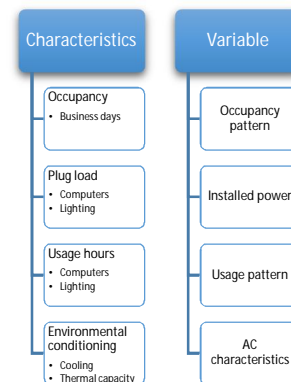 Characteristics
Occupancy
• Business days
Plug load
• Computers
• Lighting
Usage hours
• Computers
• Lighting
Environmental
conditioning
• Cooling
• Thermal capacity
Variable
Occupancy
pattern
Installed power
Usage pattern
AC
characteristics